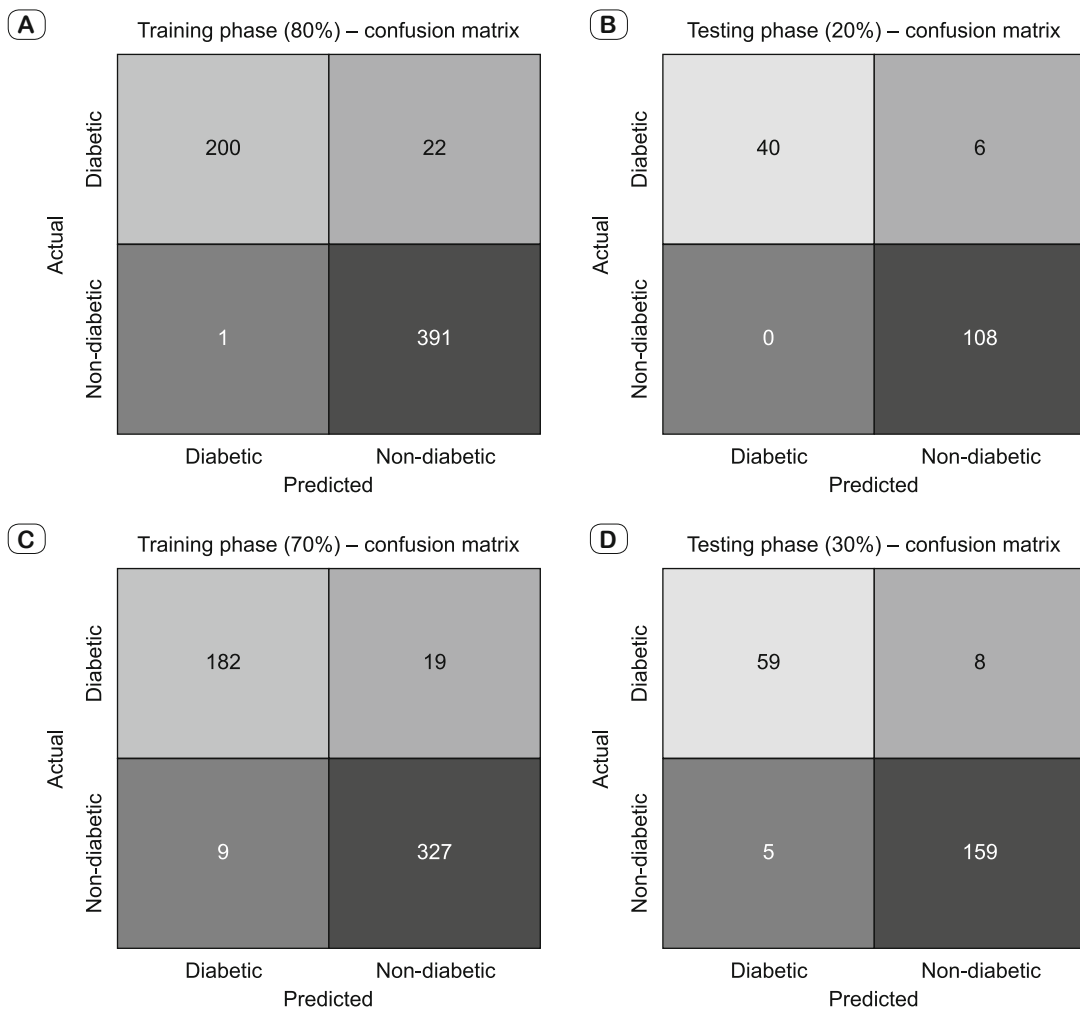 A
Training phase (80%) – confusion matrix
Actual
Diabetic
200
22
Non-diabetic
1
391
Diabetic
Non-diabetic
Predicted
B
Testing phase (20%) – confusion matrix
Actual
Diabetic
40
6
Non-diabetic
0
108
Diabetic
Non-diabetic
Predicted
C
Training phase (70%) – confusion matrix
Actual
Diabetic
182
19
Non-diabetic
9
327
Diabetic
Non-diabetic
Predicted
D
Testing phase (30%) – confusion matrix
Actual
Diabetic
59
8
Non-diabetic
5
159
Diabetic
Non-diabetic
Predicted